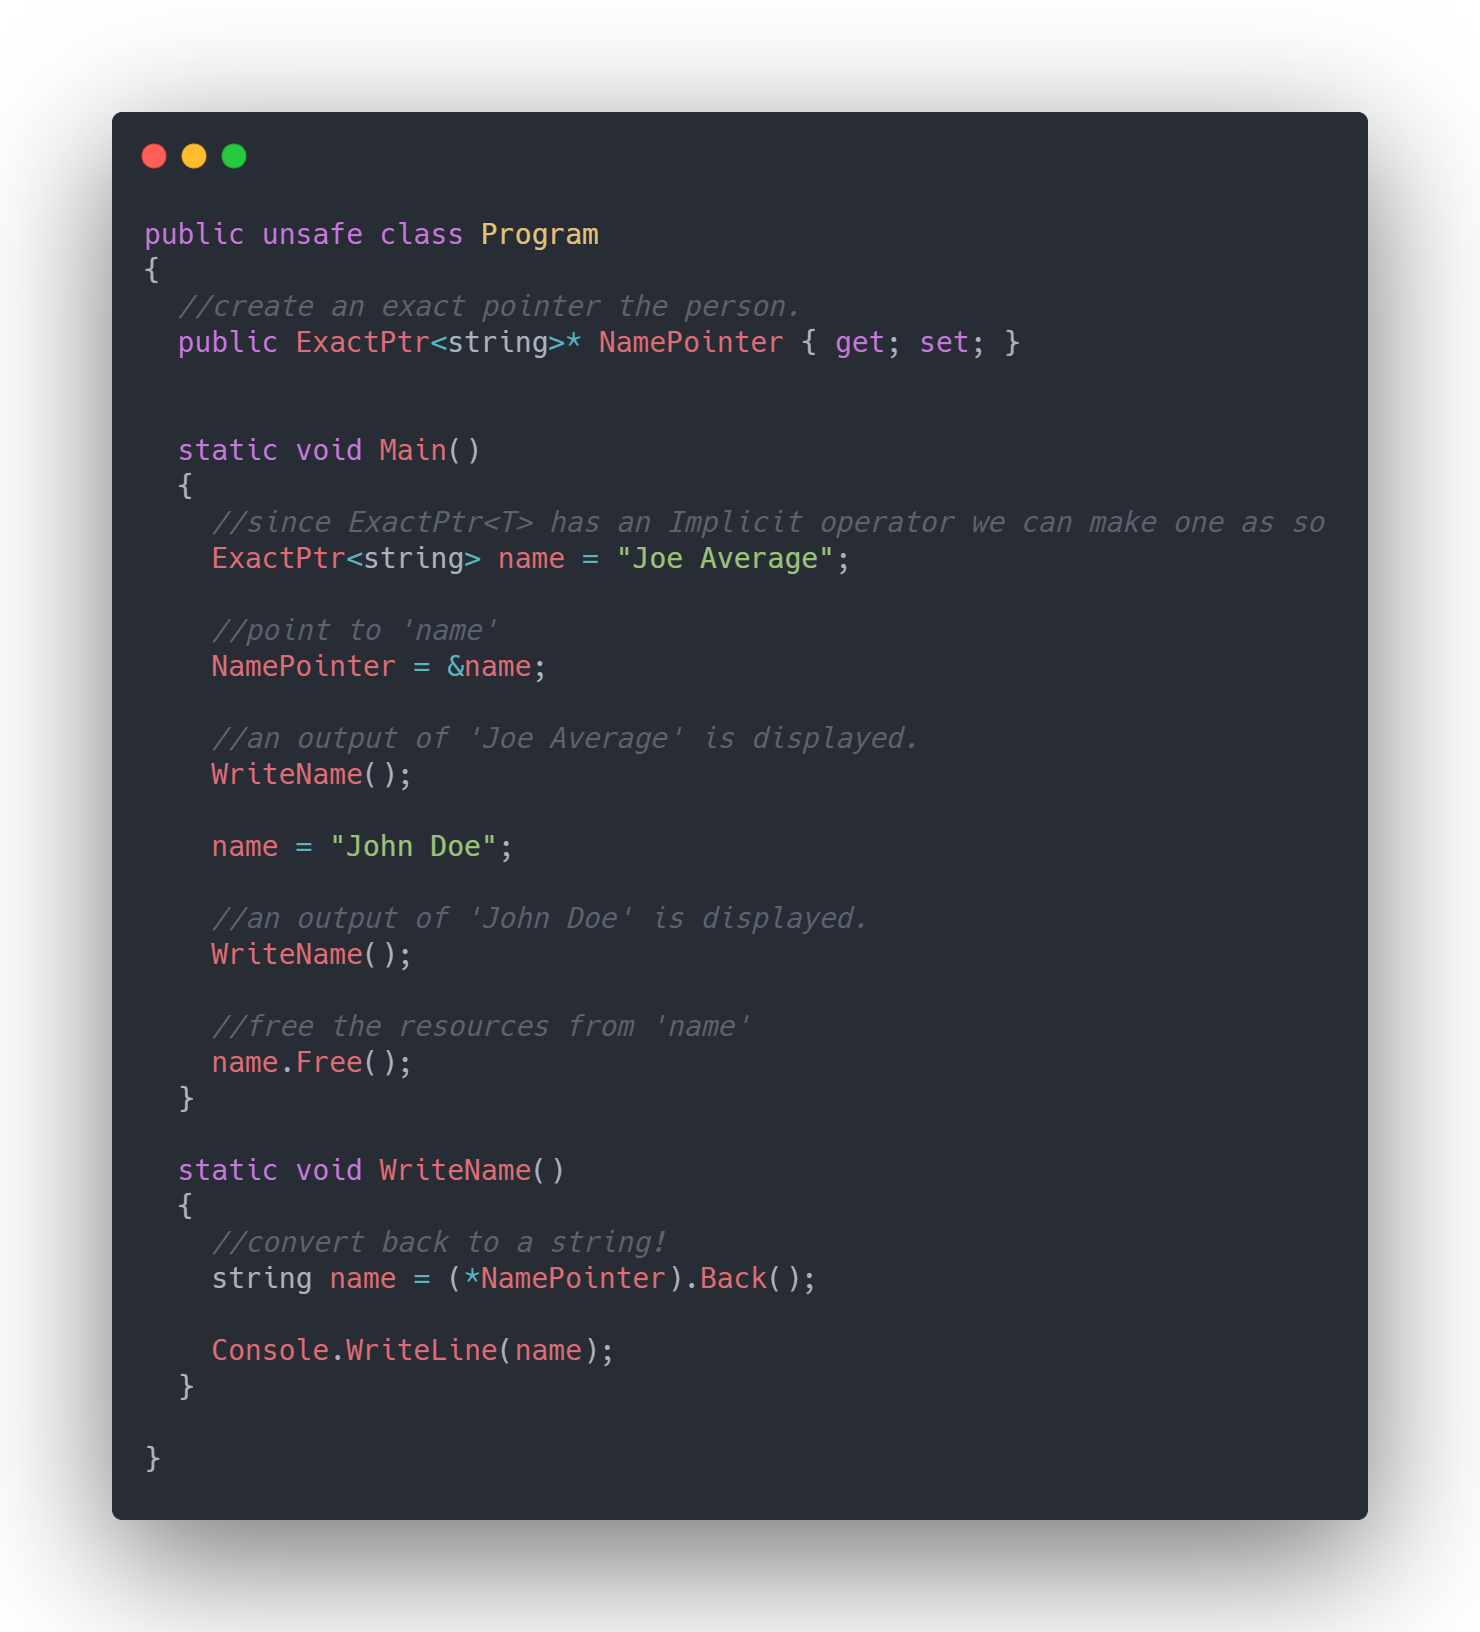 public unsafe class Program
{
  //create an exact pointer the person.
  public ExactPtr<string>* NamePointer { get; set; }
  static void Main()
  {
    //since ExactPtr<T> has an Implicit operator we can make one as so
    ExactPtr<string> name = "Joe Average";
    //point to 'name'
    NamePointer = &name;
    //an output of 'Joe Average' is displayed.
    WriteName();
    name = "John Doe";
    //an output of 'John Doe' is displayed.
    WriteName();
    //free the resources from 'name'
    name.Free();
  }
  static void WriteName()
  {
    //convert back to a string!
    string name = (*NamePointer).Back();
    Console.WriteLine(name);
  }
}